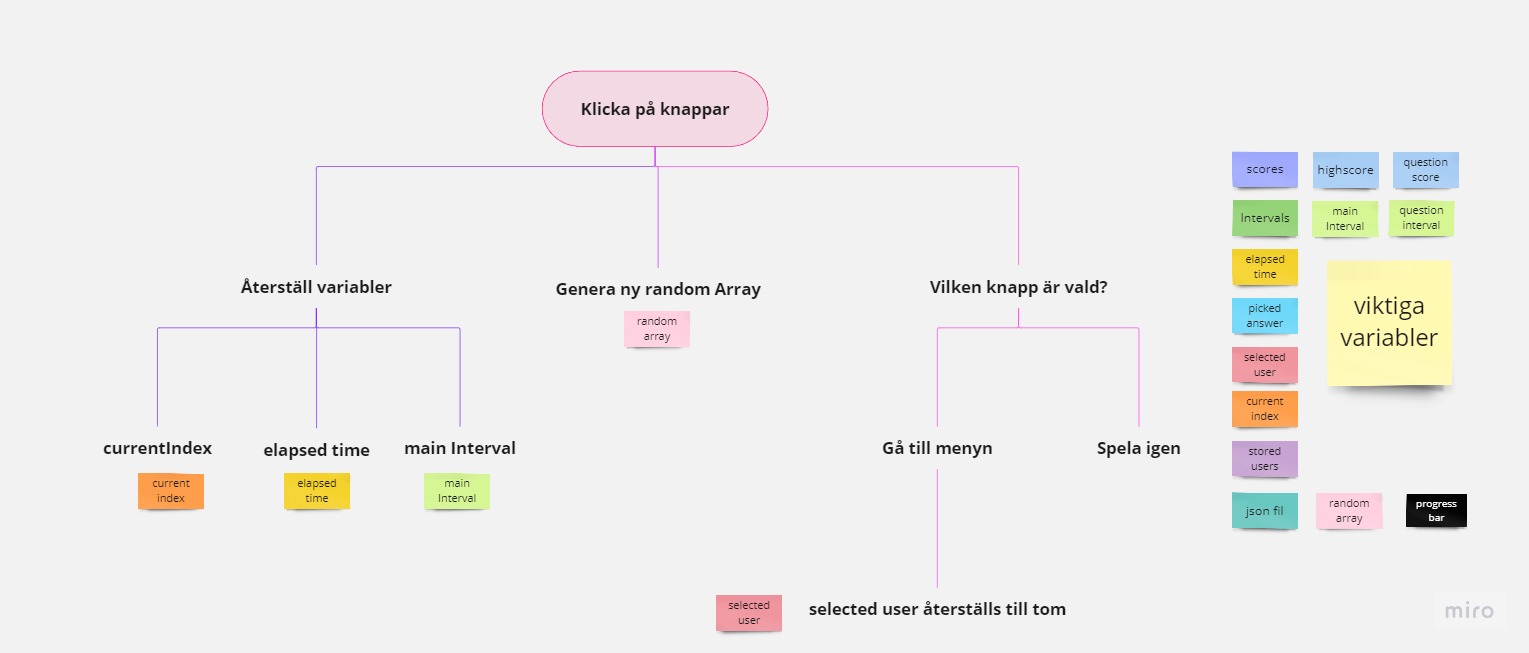 Klicka på knappar
Återställ variabler
Genera ny random Array
random
array
Vilken knapp är vald?
currentIndex
current
index
elapsed time
elapsed
time
main Interval
main
Interval
Gå till menyn
Spela igen
selected
user
selected user återställs till tom
scores
highscore
question
score
Intervals
main
Interval
question
interval
elapsed
time
picked
answer
selected
user
current
index
stored
users
json fil
random
array
progress
bar
viktiga
variabler
miro